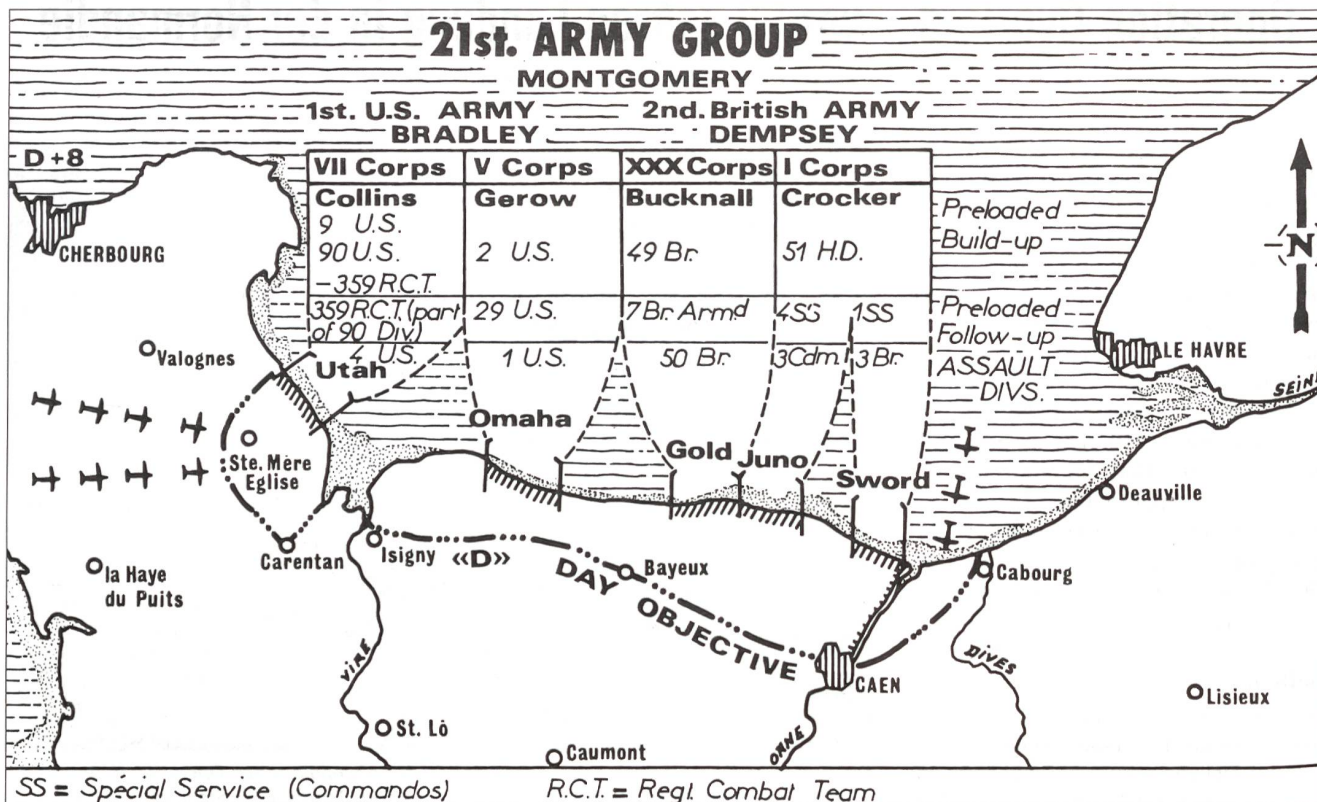 21st. ARMY GROUP
MONTGOMERY
1st. U.S. ARMY 2nd. British ARMY
BRADLEY DEMPSEY
D+8
VII Corps V Corps XXX Corps I Corps
Collins Gerow Bucknall Crocker
9 U.S.
90 U.S. 2 U.S. 49 Br. 51 H.D.
-359 R.C.T.
Preloaded
Build-up
359 R.C.T. (part 29 U.S. 7 Br. Armd 4SS 1SS
of 90 Div.)
Preloaded
Follow-up
4 U.S. 1 U.S. 50 Br. 3 Cdn. 3 Br.
ASSAULT
DIVS.
N
CHERBOURG
Valognes
Utah
Omaha
Gold
Juno
Sword
LE HAVRE
SEINE
Ste. Mère
Eglise
Deauville
Carentan
Isigny
«D» DAY OBJECTIVE
Bayeux
Cabourg
la Haye
du Puits
VIRE
CAEN
DIVES
Lisieux
St. Lô
Caumont
ORNE
SS = Spécial Service (Commandos) R.C.T. = Regl. Combat Team